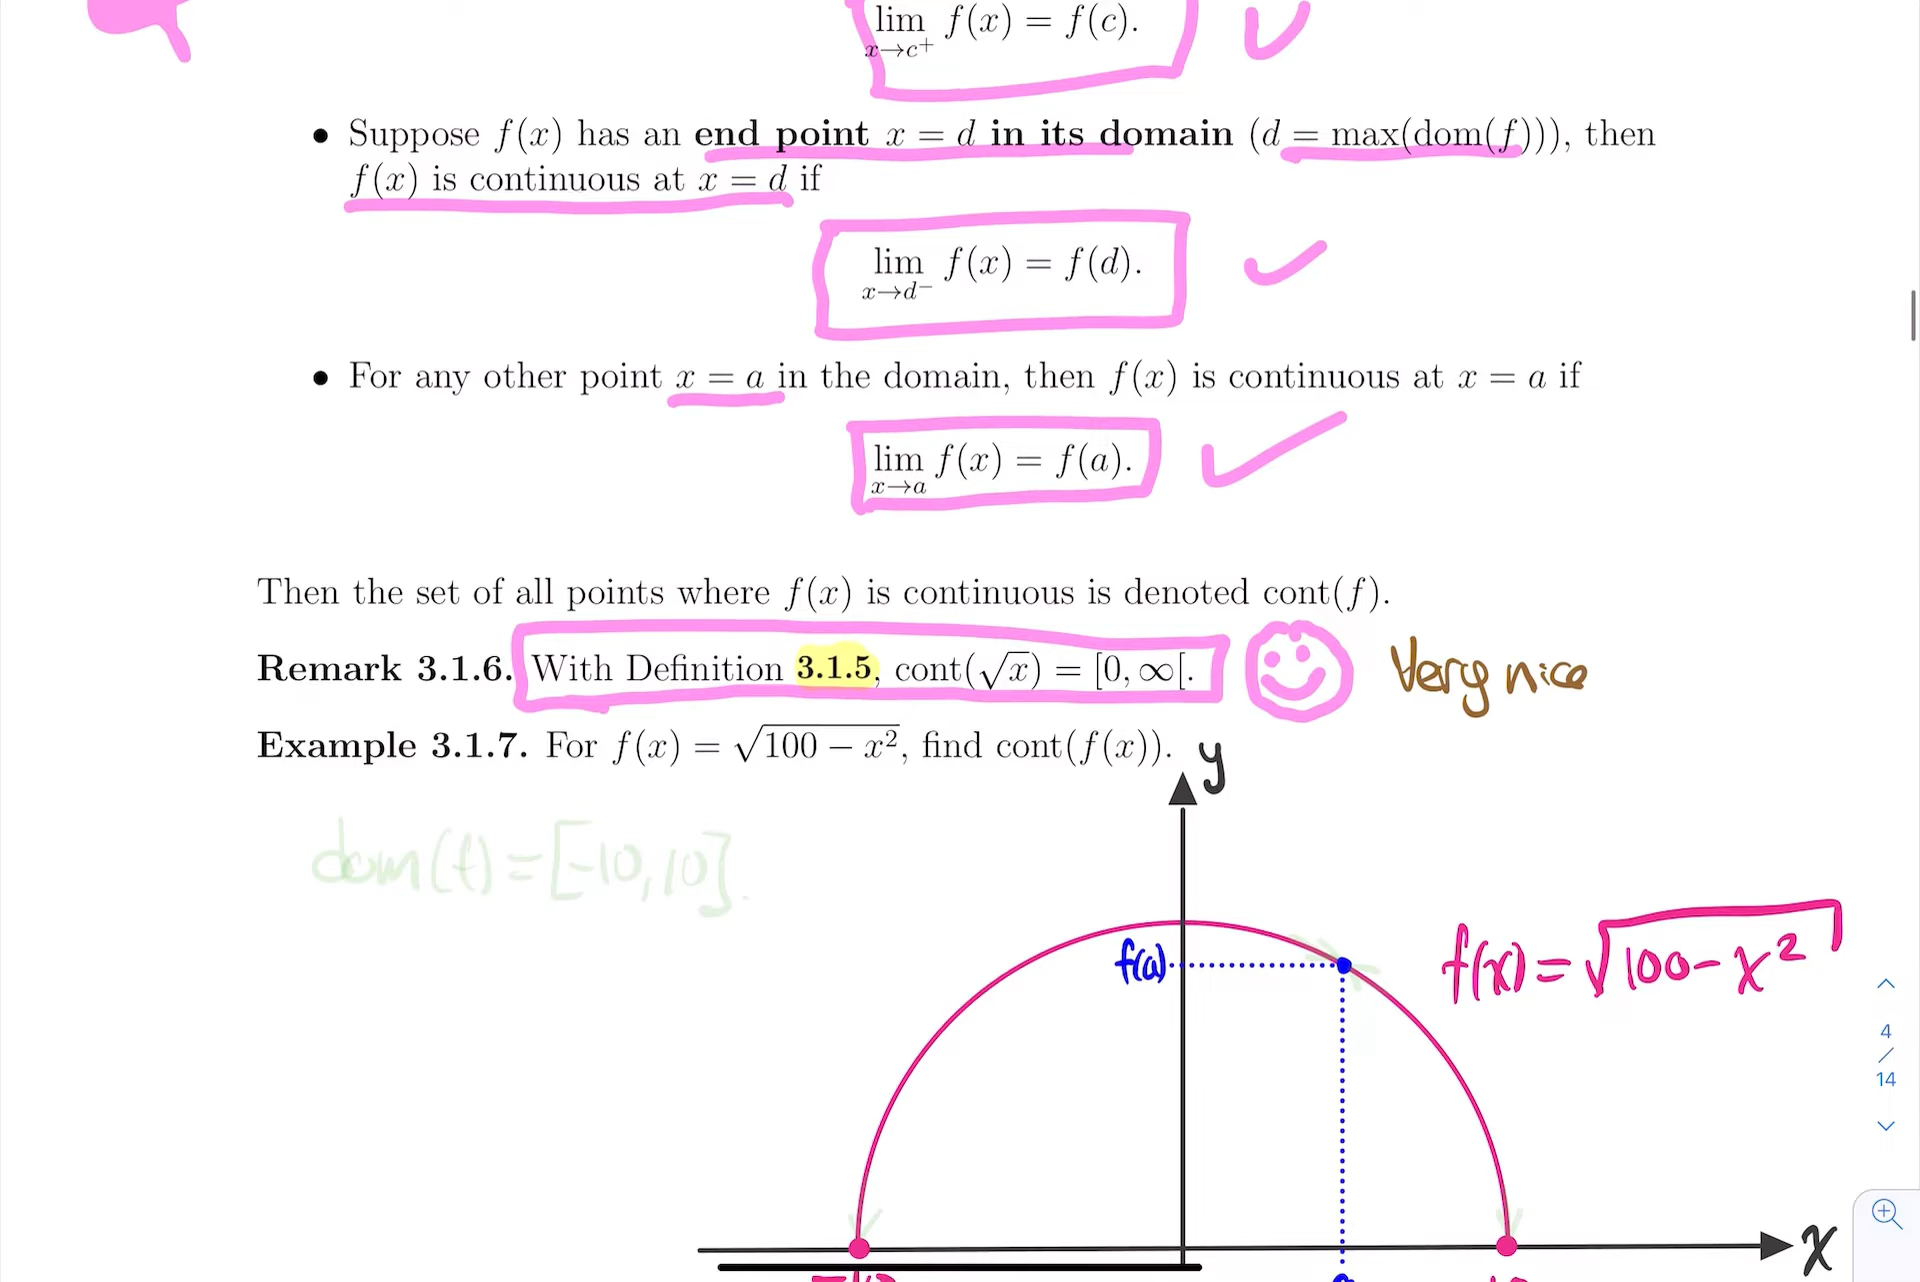 lim f(x) = f(c).
x→c⁺
• Suppose f(x) has an end point x = d in its domain (d = max(dom(f))), then
f(x) is continuous at x = d if
lim f(x) = f(d).
x→d⁻
• For any other point x = a in the domain, then f(x) is continuous at x = a if
lim f(x) = f(a).
x→a
Then the set of all points where f(x) is continuous is denoted cont(f).
Remark 3.1.6. With Definition 3.1.5, cont(√x) = [0, ∞[.
Very nice
Example 3.1.7. For f(x) = √(100 − x²), find cont(f(x)).
y
dom(f) = [-10, 10].
f(a)
f(x) = √(100-x²)
4
/
14
x